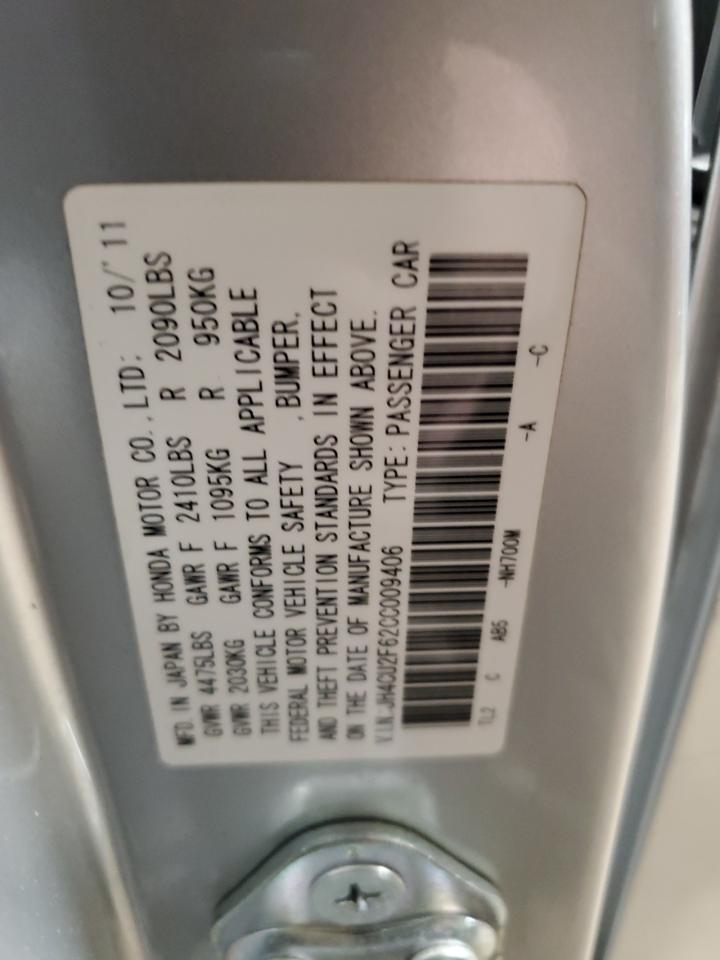 MFD. IN JAPAN BY HONDA MOTOR CO., LTD: 10/'11
GVWR 4475LBS GAWR F 2410LBS R 2090LBS
GVWR 2030KG GAWR F 1095KG R 950KG
THIS VEHICLE CONFORMS TO ALL APPLICABLE
FEDERAL MOTOR VEHICLE SAFETY , BUMPER,
AND THEFT PREVENTION STANDARDS IN EFFECT
ON THE DATE OF MANUFACTURE SHOWN ABOVE.
V.I.N:JH4CU2F62CC009406 TYPE: PASSENGER CAR
TL2 C AB5 -NH700M -A -C